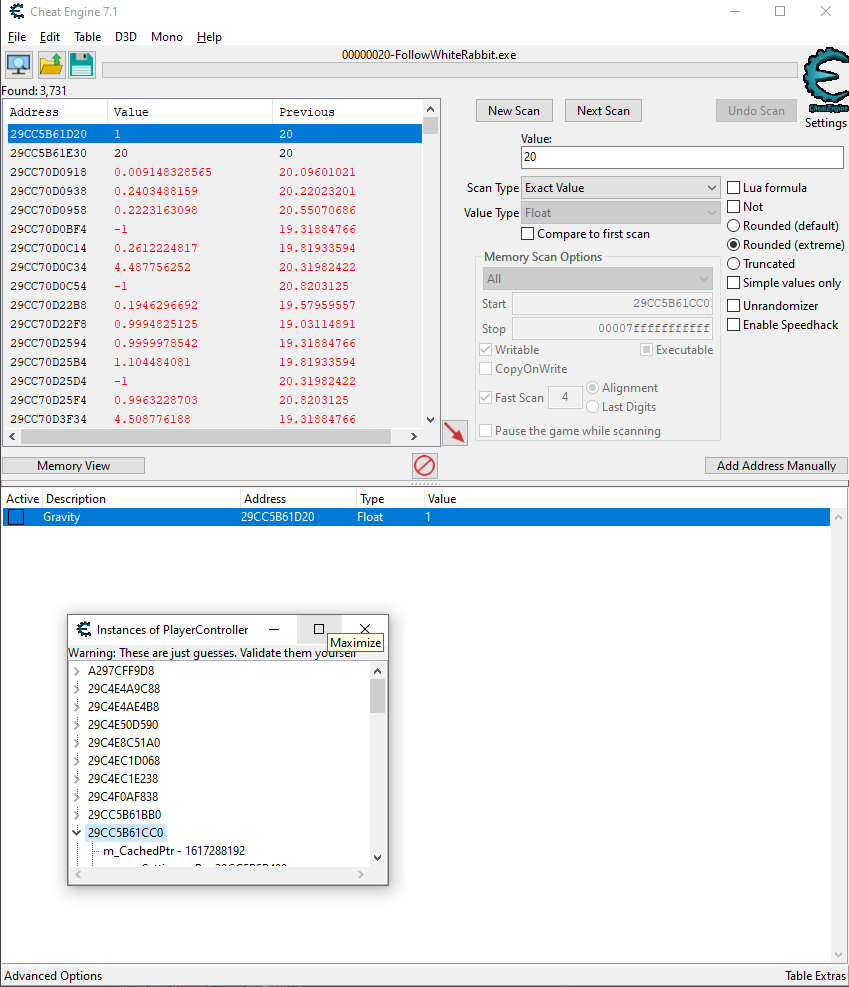 Cheat Engine 7.1
File Edit Table D3D Mono Help
00000020-FollowWhiteRabbit.exe
Found: 3,731
Cheat Engine
Settings
Address Value Previous
29CC5B61D20 1 20
29CC5B61E30 20 20
29CC70D0918 0.009148328565 20.09601021
29CC70D0938 0.2403488159 20.22023201
29CC70D0958 0.2223163098 20.55070686
29CC70D0BF4 -1 19.31884766
29CC70D0C14 0.2612224817 19.81933594
29CC70D0C34 4.487756252 20.31982422
29CC70D0C54 -1 20.8203125
29CC70D22B8 0.1946296692 19.57959557
29CC70D22F8 0.9994825125 19.03114891
29CC70D2594 0.9999978542 19.31884766
29CC70D25B4 1.104484081 19.81933594
29CC70D25D4 -1 20.31982422
29CC70D25F4 0.9963228703 20.8203125
29CC70D3F34 4.508776188 19.31884766
New Scan Next Scan Undo Scan
Value:
20
Scan Type Exact Value
Value Type Float
Compare to first scan
Lua formula
Not
Rounded (default)
Rounded (extreme)
Truncated
Simple values only
Unrandomizer
Enable Speedhack
Memory Scan Options
All
Start 29CC5B61CC0
Stop 00007fffffffffff
Writable Executable
CopyOnWrite
Fast Scan 4 Alignment
Last Digits
Pause the game while scanning
Memory View Add Address Manually
Active Description Address Type Value
Gravity 29CC5B61D20 Float 1
Instances of PlayerController
Maximize
Warning: These are just guesses. Validate them yourself
A297CFF9D8
29C4E4A9C88
29C4E4AE4B8
29C4E50D590
29C4E8C51A0
29C4EC1D068
29C4EC1E238
29C4F0AF838
29CC5B61BB0
29CC5B61CC0
m_CachedPtr - 1617288192
Advanced Options Table Extras